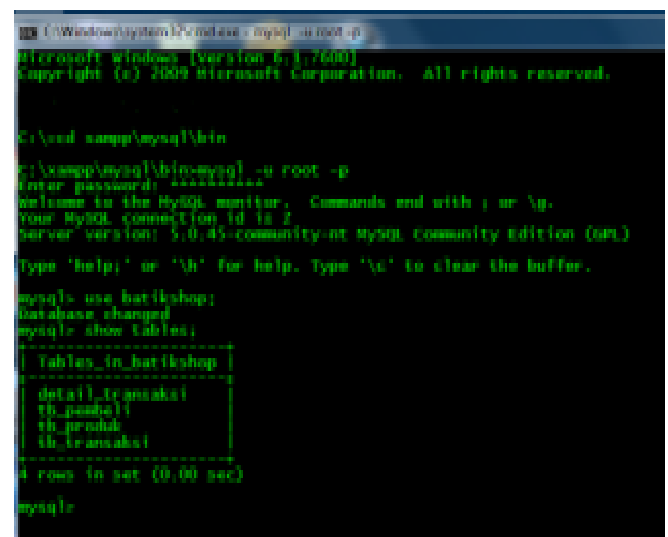 C:\Windows\system32\cmd.exe - mysql -u root -p
Microsoft Windows [Version 6.1.7600]
Copyright (c) 2009 Microsoft Corporation. All rights reserved.
C:\>cd xampp\mysql\bin
c:\xampp\mysql\bin>mysql -u root -p
Enter password: **********
Welcome to the MySQL monitor. Commands end with ; or \g.
Your MySQL connection id is 2
Server version: 5.0.45-community-nt MySQL Community Edition (GPL)
Type 'help;' or '\h' for help. Type '\c' to clear the buffer.
mysql> use batikshop;
Database changed
mysql> show tables;
+---------------------+
| Tables_in_batikshop |
+---------------------+
| detail_transaksi |
| tb_pembeli |
| tb_produk |
| tb_transaksi |
+---------------------+
4 rows in set (0.00 sec)
mysql>